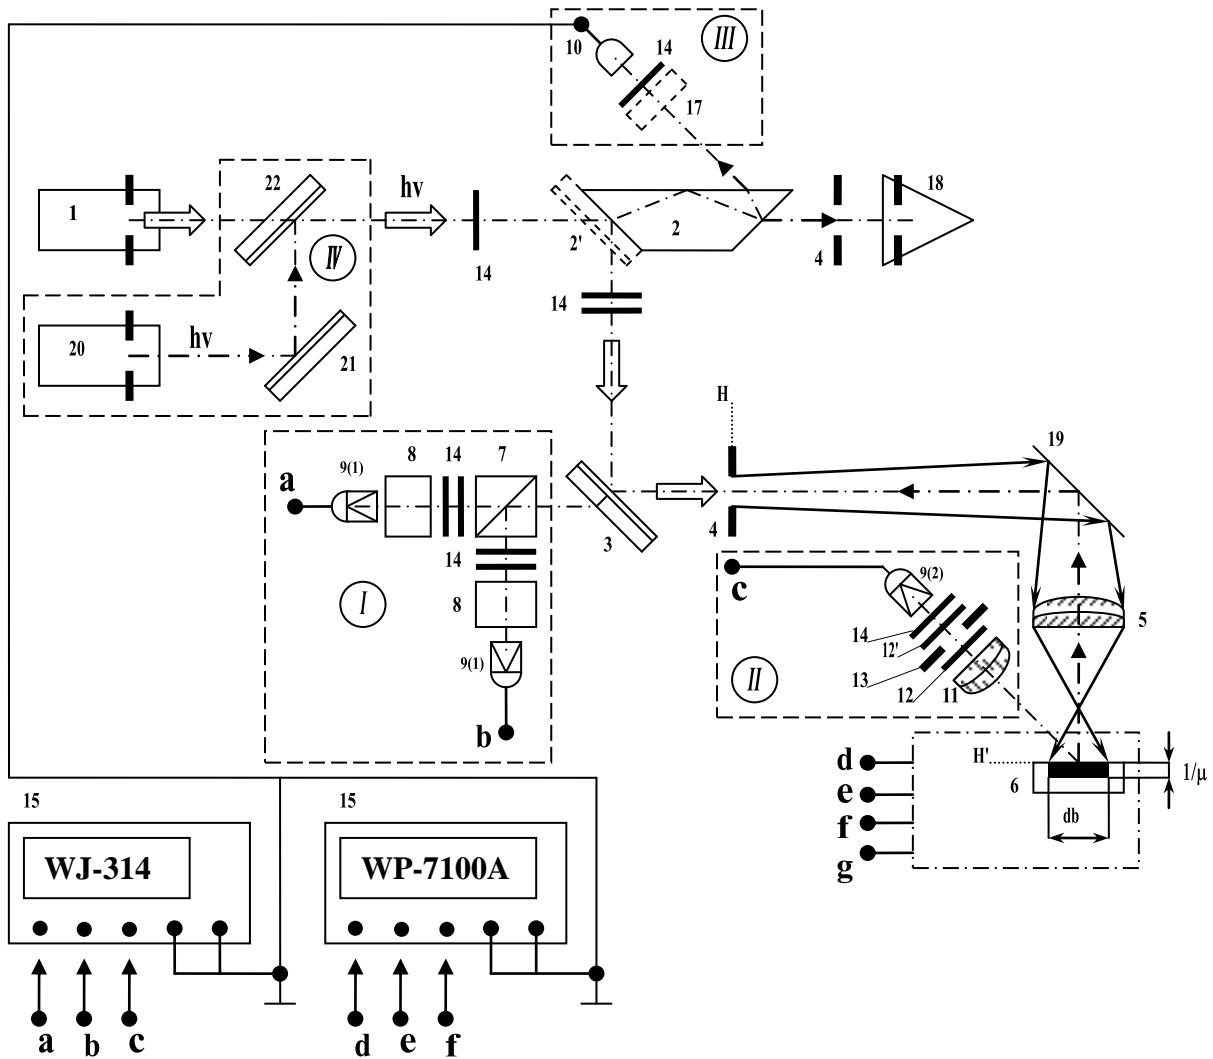 10
14
III
17
22
hν
18
1
2
2'
IV
14
4
14
20
hν
21
H
19
8
14
7
9(1)
a
3
4
14
9(2)
c
I
8
14
12'
5
9(1)
13
II
12
11
b
d
H'
6
1/μ
e
db
f
g
15
15
WJ-314
WP-7100A
a
b
c
d
e
f